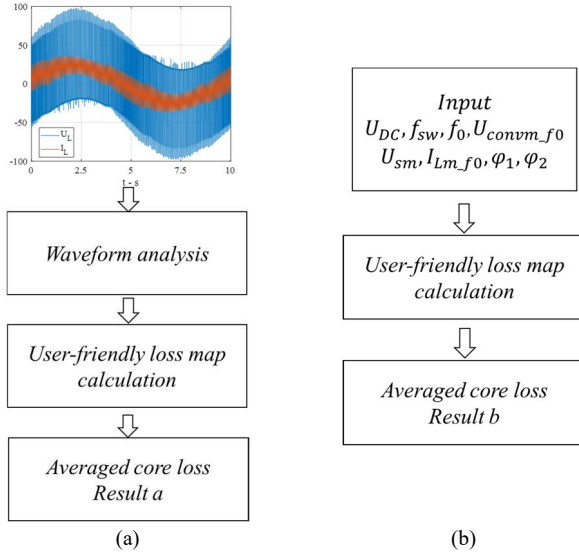 100
50
0
-50
-100
U_L
I_L
0.0
2.5
5
7.5
10
t - s
Waveform analysis
User-friendly loss map
calculation
Averaged core loss
Result a
(a)
Input
U_DC, f_sw, f_0, U_convm_f0
U_sm, I_Lm_f0, φ_1, φ_2
User-friendly loss map
calculation
Averaged core loss
Result b
(b)